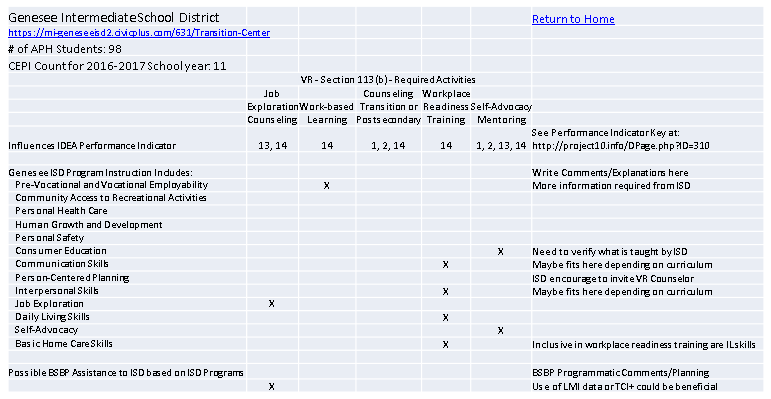 Genesee Intermediate School District
Return to Home
https://mi-geneseeisd2.civicplus.com/631/Transition-Center
# of APH Students: 98
CEPI Count for 2016-2017 School year: 11
VR - Section 113 (b) - Required Activities
Job Exploration Counseling
Work-based Learning
Counseling Transition or Postsecondary
Workplace Readiness Training
Self-Advocacy Mentoring
Influences IDEA Performance Indicator 13, 14 14 1, 2, 14 14 1, 2, 13, 14
See Performance Indicator Key at:
http://project10.info/DPage.php?ID=310
Genesee ISD Program Instruction Includes: Write Comments/Explanations here
Pre-Vocational and Vocational Employability X More information required from ISD
Community Access to Recreational Activities
Personal Health Care
Human Growth and Development
Personal Safety
Consumer Education X Need to verify what is taught by ISD
Communication Skills X Maybe fits here depending on curriculum
Person-Centered Planning ISD encourage to invite VR Counselor
Interpersonal Skills X Maybe fits here depending on curriculum
Job Exploration X
Daily Living Skills X
Self-Advocacy X
Basic Home Care Skills X Inclusive in workplace readiness training are IL skills
Possible BSBP Assistance to ISD based on ISD Programs BSBP Programmatic Comments/Planning
X Use of LMI data or TCI+ could be beneficial